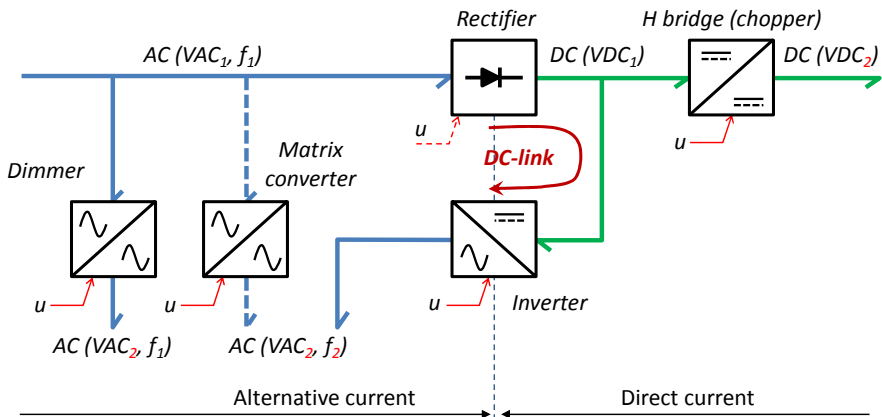 Rectifier
H bridge (chopper)
AC (VAC1, f1)
DC (VDC1)
DC (VDC2)
u
u
DC-link
Dimmer
Matrix
converter
u
u
u
Inverter
AC (VAC2, f1)
AC (VAC2, f2)
Alternative current
Direct current